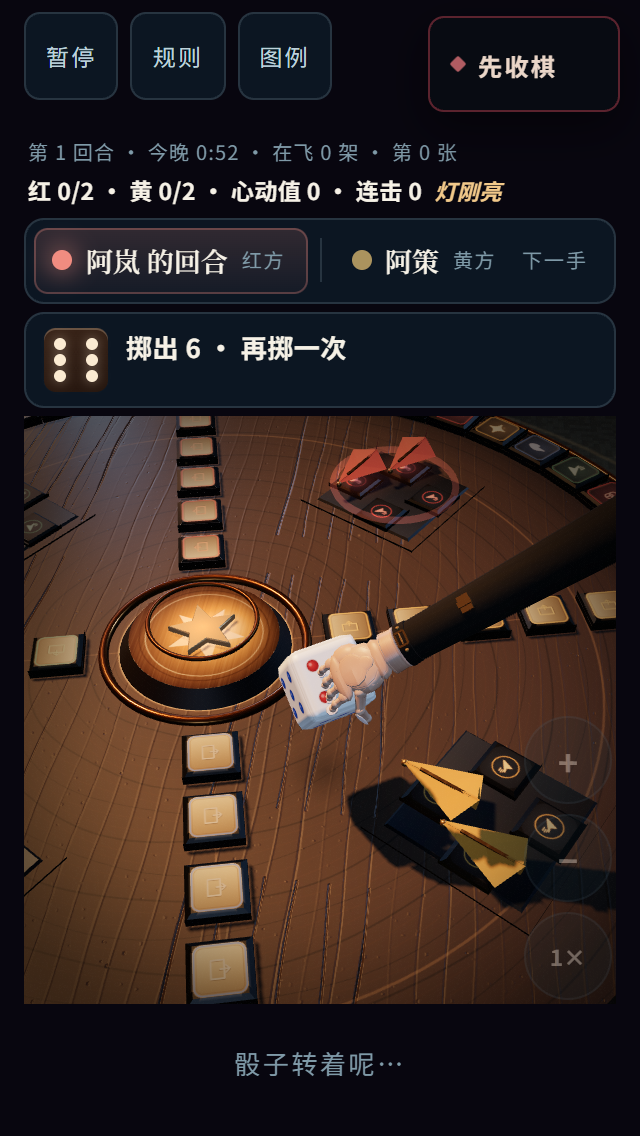 暂停 规则 图例 先收棋
第 1 回合 · 今晚 0:52 · 在飞 0 架 · 第 0 张
红 0/2 · 黄 0/2 · 心动值 0 · 连击 0 灯刚亮
阿岚 的回合 红方 阿策 黄方 下一手
掷出 6 · 再掷一次
+
−
1×
骰子转着呢…